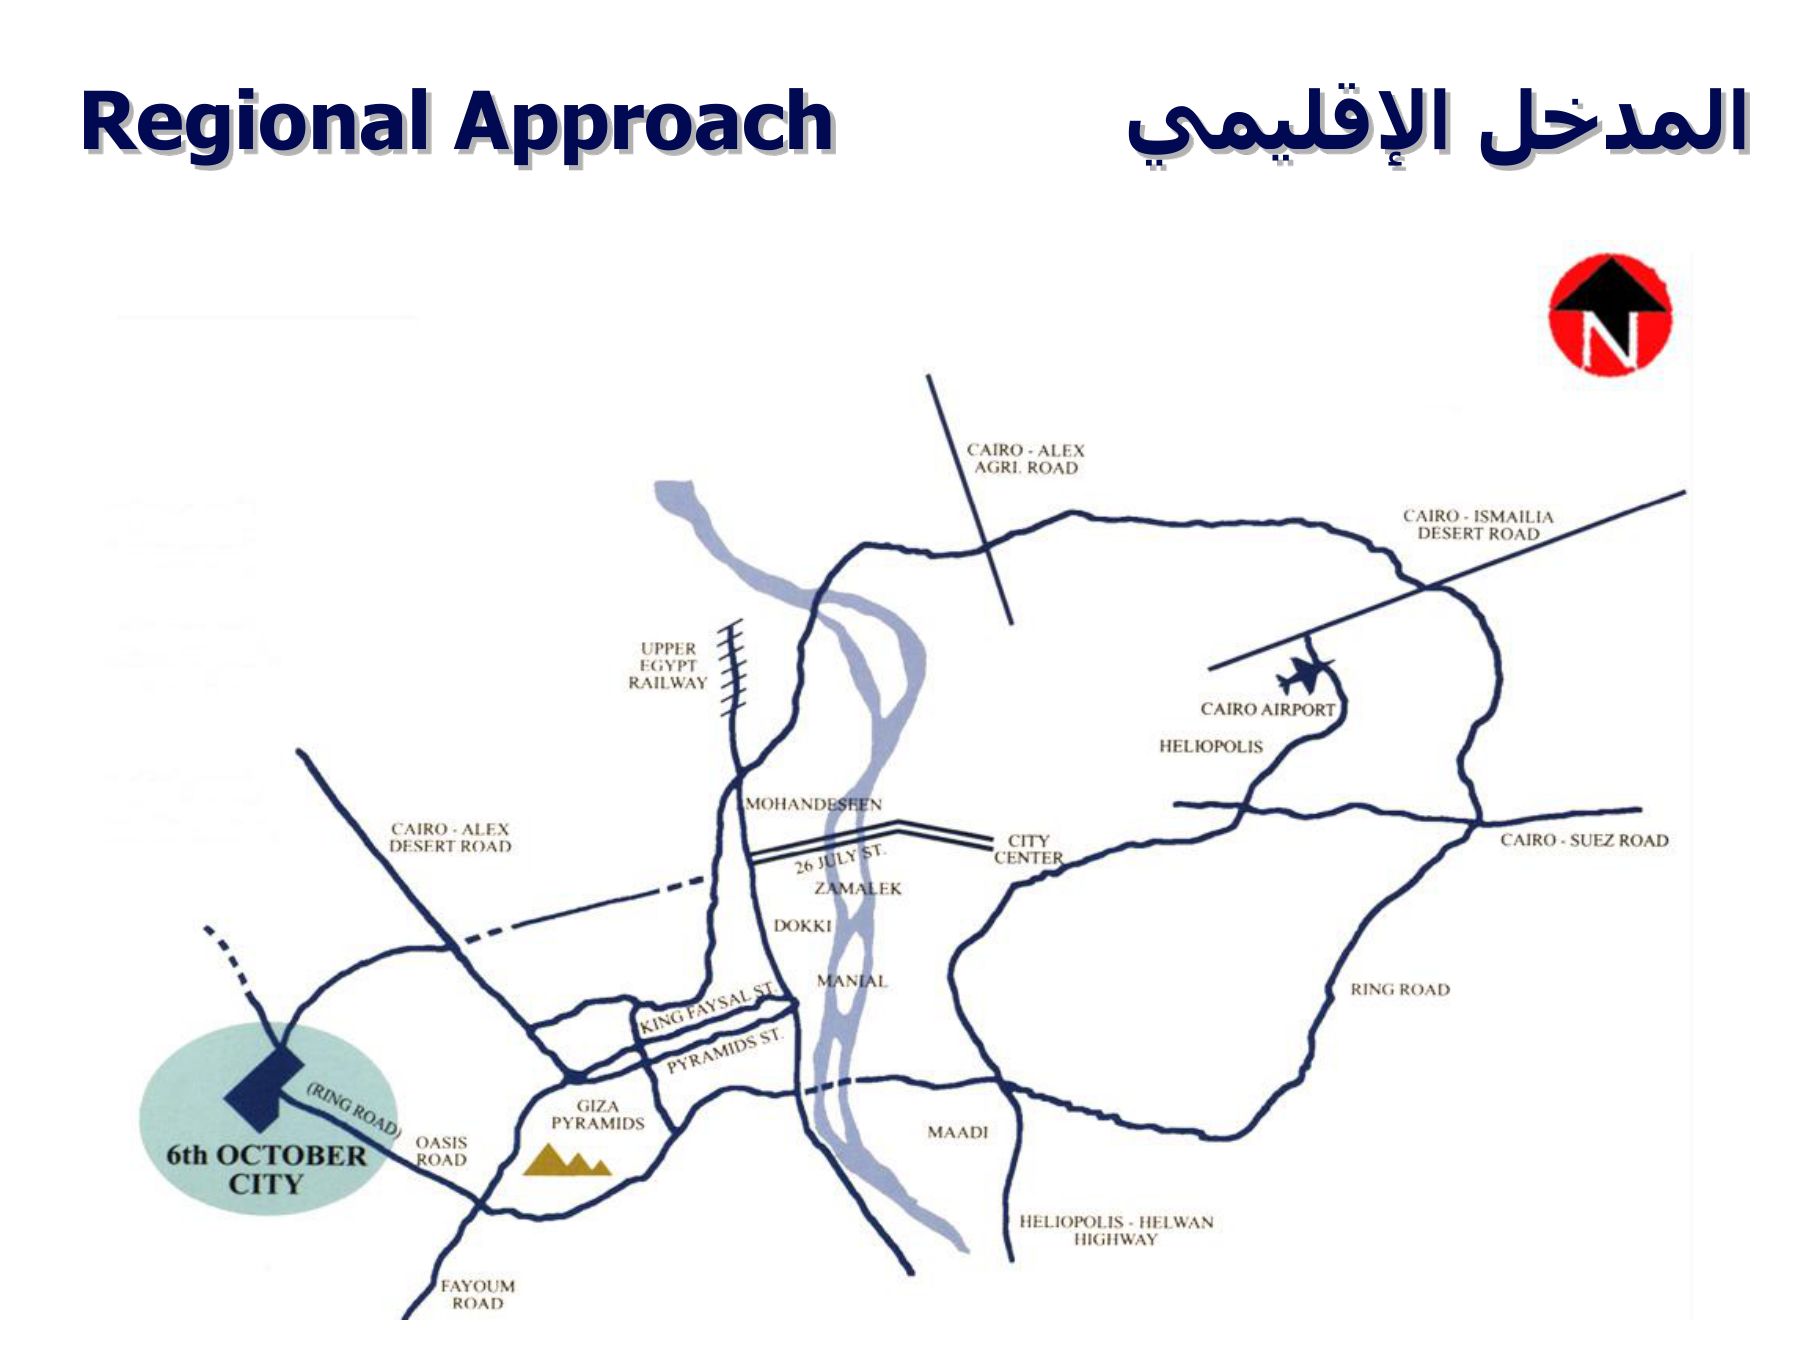 Regional Approach
المدخل الإقليمي
N
CAIRO - ALEX
AGRI. ROAD
CAIRO - ISMAILIA
DESERT ROAD
UPPER
EGYPT
RAILWAY
CAIRO AIRPORT
HELIOPOLIS
MOHANDESEEN
CAIRO - ALEX
DESERT ROAD
26 JULY ST.
CITY
CENTER
CAIRO - SUEZ ROAD
ZAMALEK
DOKKI
MANIAL
RING ROAD
KING FAYSAL ST.
PYRAMIDS ST.
(RING ROAD)
GIZA
PYRAMIDS
MAADI
OASIS
ROAD
6th OCTOBER
CITY
HELIOPOLIS - HELWAN
HIGHWAY
FAYOUM
ROAD